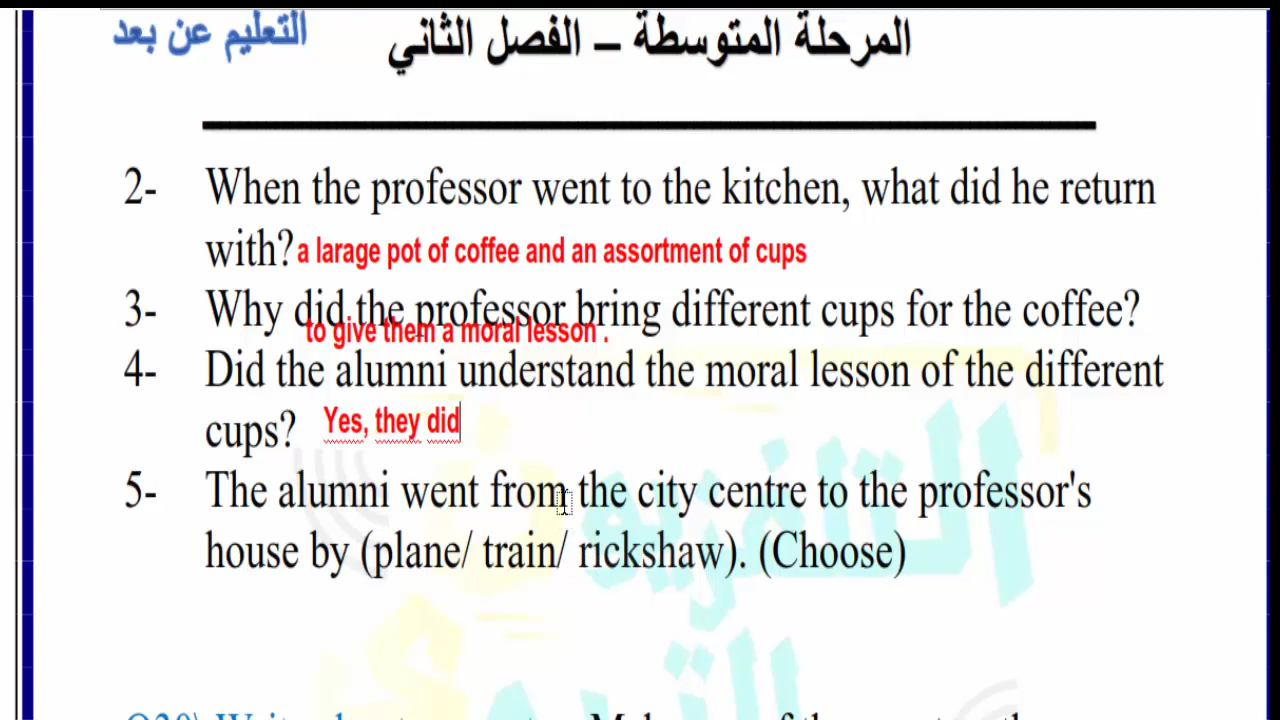 التعليم عن بعد
المرحلة المتوسطة – الفصل الثاني
2- When the professor went to the kitchen, what did he return
with? a larage pot of coffee and an assortment of cups
3- Why did the professor bring different cups for the coffee?
to give them a moral lesson .
4- Did the alumni understand the moral lesson of the different
cups? Yes, they did
5- The alumni went from the city centre to the professor's
house by (plane/ train/ rickshaw). (Choose)
التلفزيون
التربوي